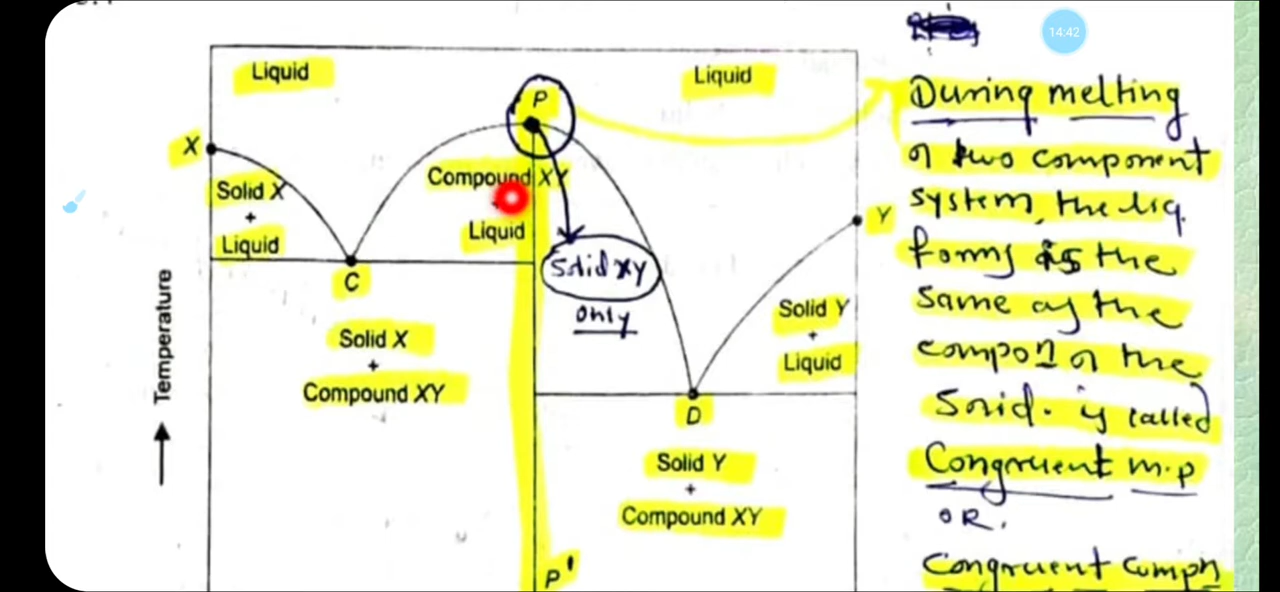 14:42
Liquid
Liquid
P
X
Y
Compound XY
Liquid
Solid X
+
Liquid
Solid XY
only
C
Solid X
+
Compound XY
Solid Y
+
Liquid
D
Solid Y
+
Compound XY
P'
Temperature
During melting
of two component
system, the liq.
forms is the
same as the
compon of the
Solid. is called
Congruent m.p
OR.
Congruent compn